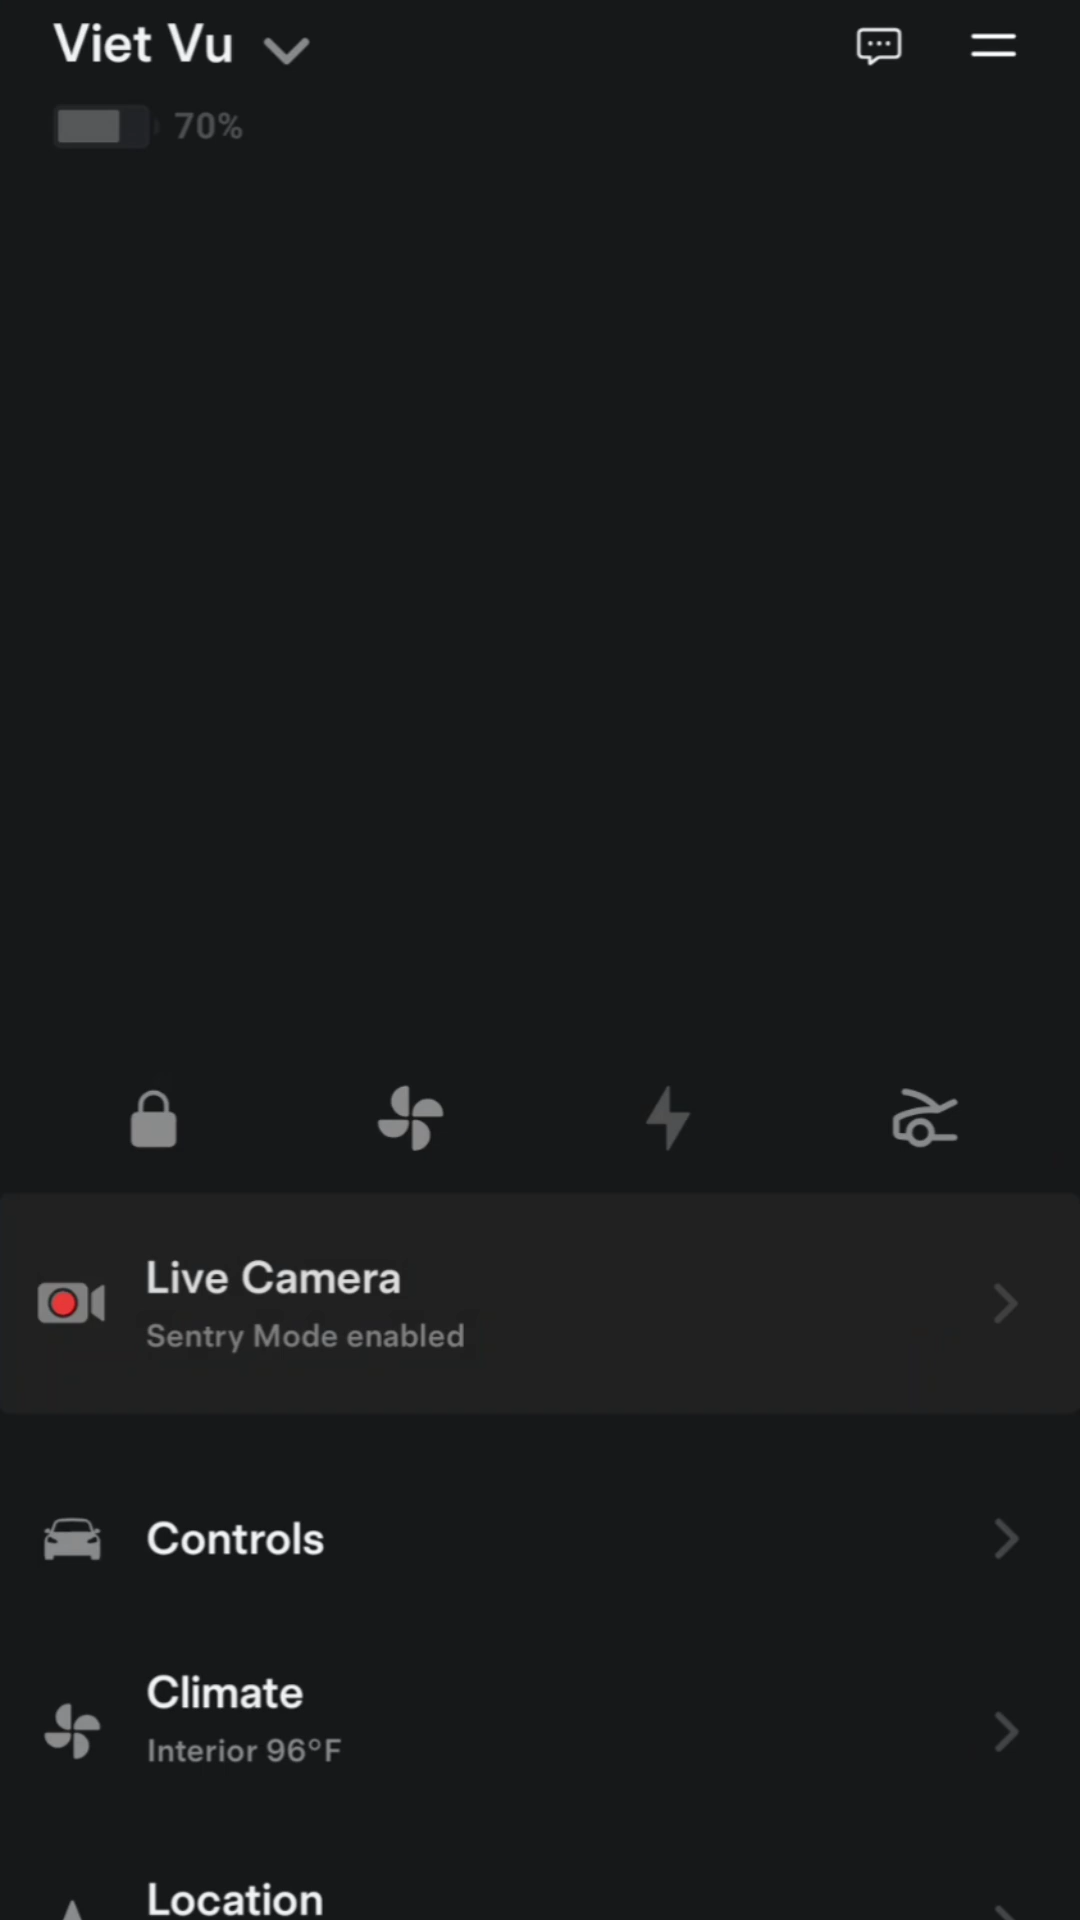 Viet Vu
70%
Live Camera
Sentry Mode enabled
Controls
Climate
Interior 96°F
Location